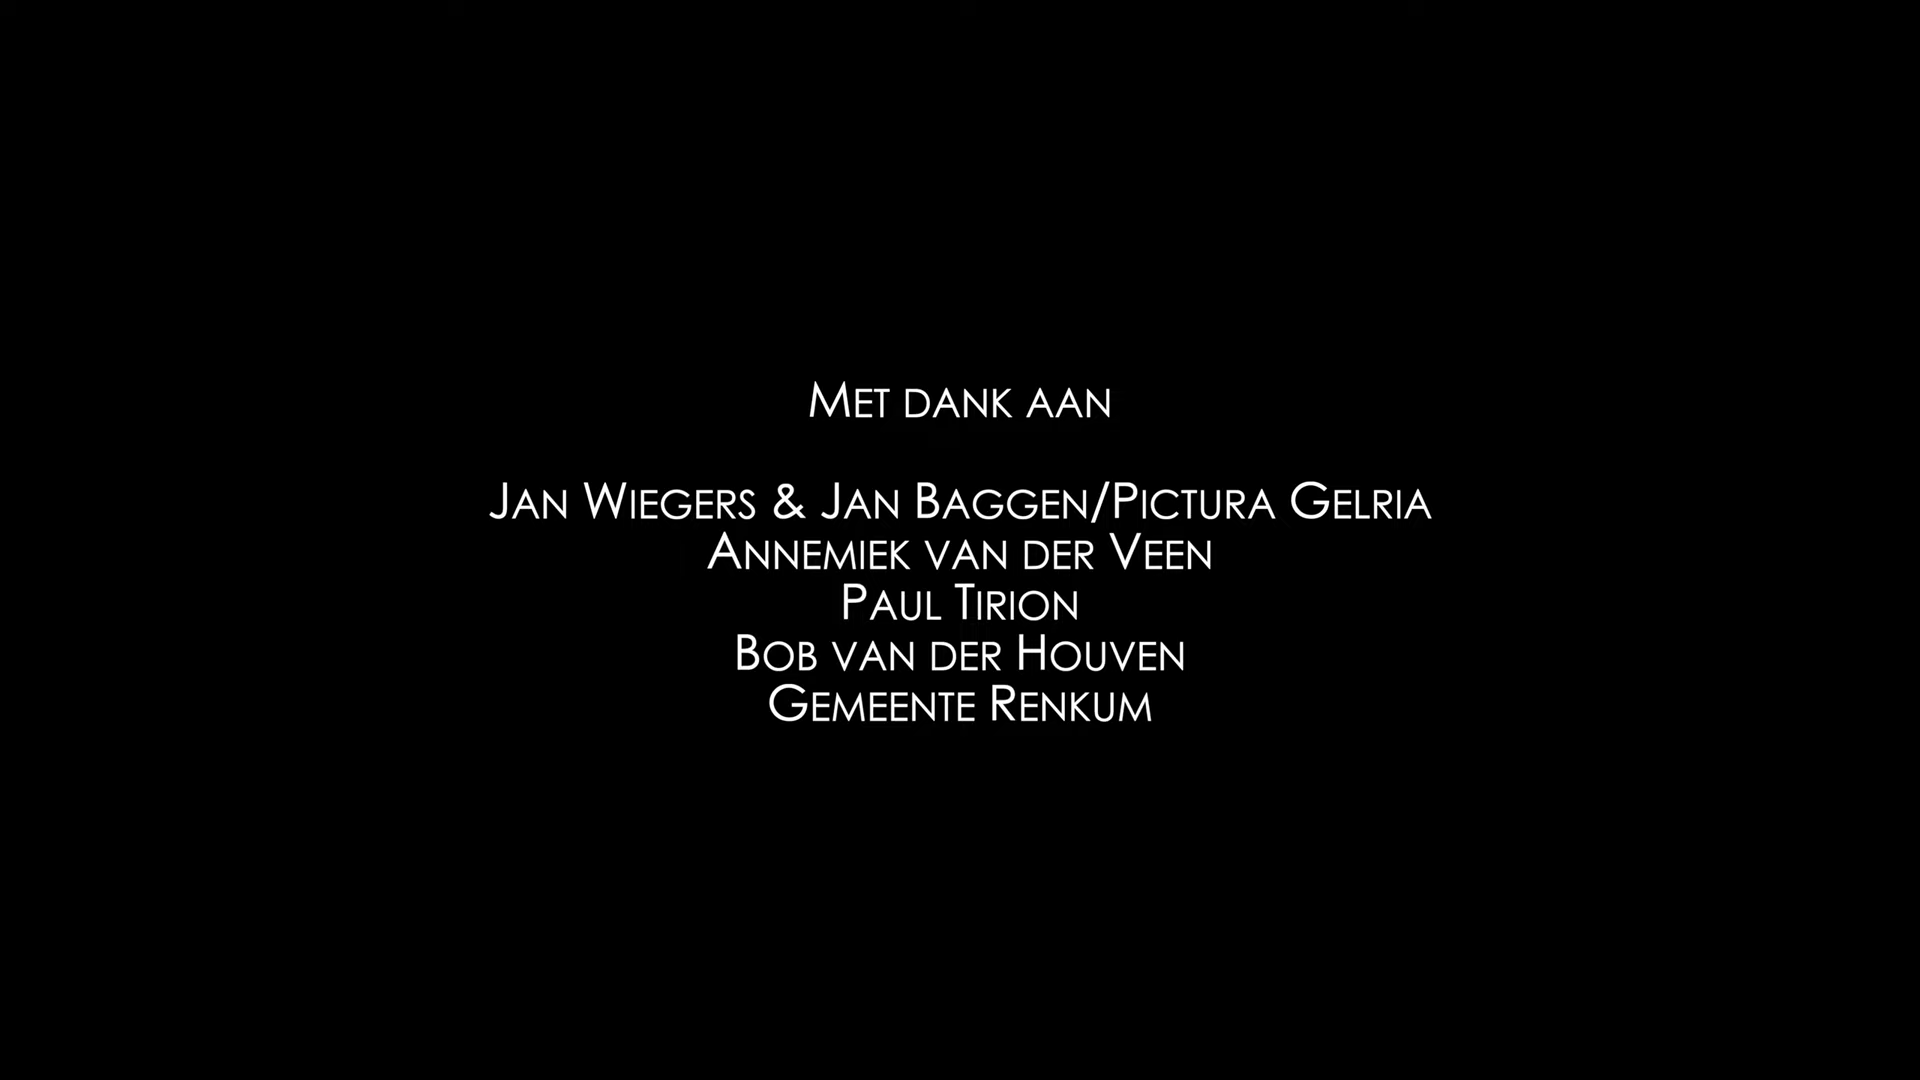 Met dank aan
Jan Wiegers & Jan Baggen/Pictura Gelria
Annemiek van der Veen
Paul Tirion
Bob van der Houven
Gemeente Renkum